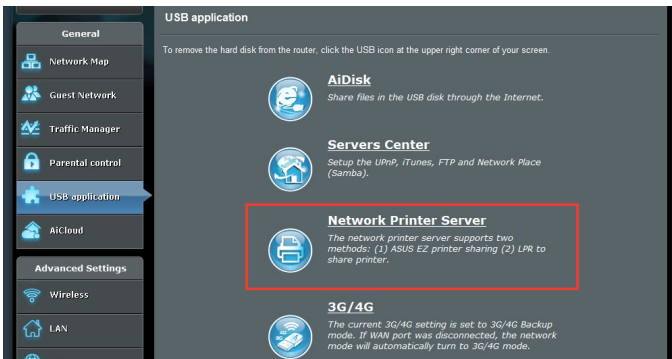 USB application
General
To remove the hard disk from the router, click the USB icon at the upper right corner of your screen.
Network Map
AiDisk
Guest Network
Share files in the USB disk through the Internet.
Traffic Manager
Servers Center
Parental control
Setup the UPnP, iTunes, FTP and Network Place
(Samba).
USB application
Network Printer Server
AiCloud
The network printer server supports two
methods: (1) ASUS EZ printer sharing (2) LPR to
share printer.
Advanced Settings
Wireless
3G/4G
LAN
The current 3G/4G setting is set to 3G/4G Backup
mode. If WAN port was disconnected, the network
mode will automatically turn to 3G/4G mode.